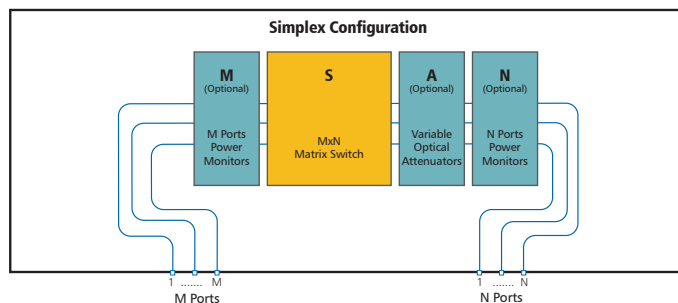 Simplex Configuration
M
(Optional)
M Ports
Power
Monitors
S
MxN
Matrix Switch
A
(Optional)
Variable
Optical
Attenuators
N
(Optional)
N Ports
Power
Monitors
1 ....... M
M Ports
1 ....... N
N Ports